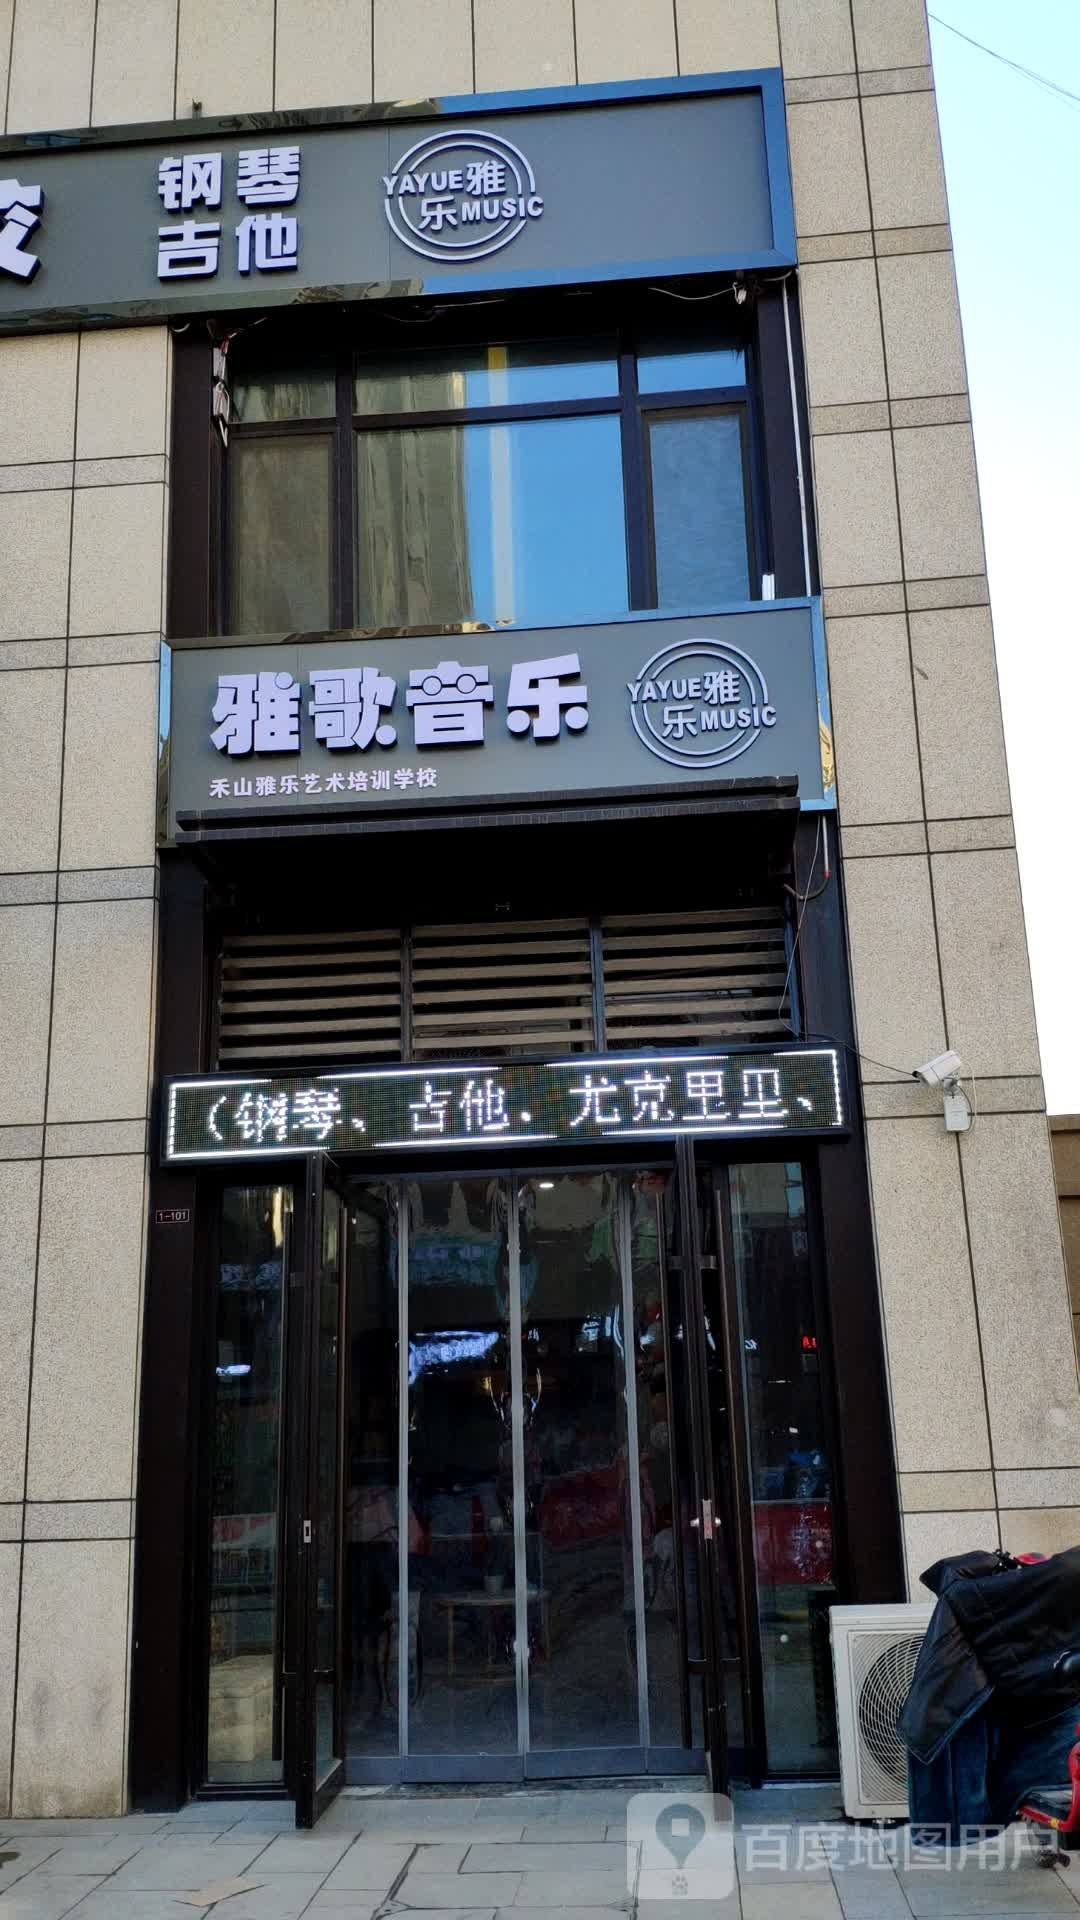 校
钢琴
吉他
YAYUE雅
乐MUSIC
雅歌音乐
YAYUE雅
乐MUSIC
禾山雅乐艺术培训学校
（钢琴、吉他、尤克里里、
1-101
百度地图用户